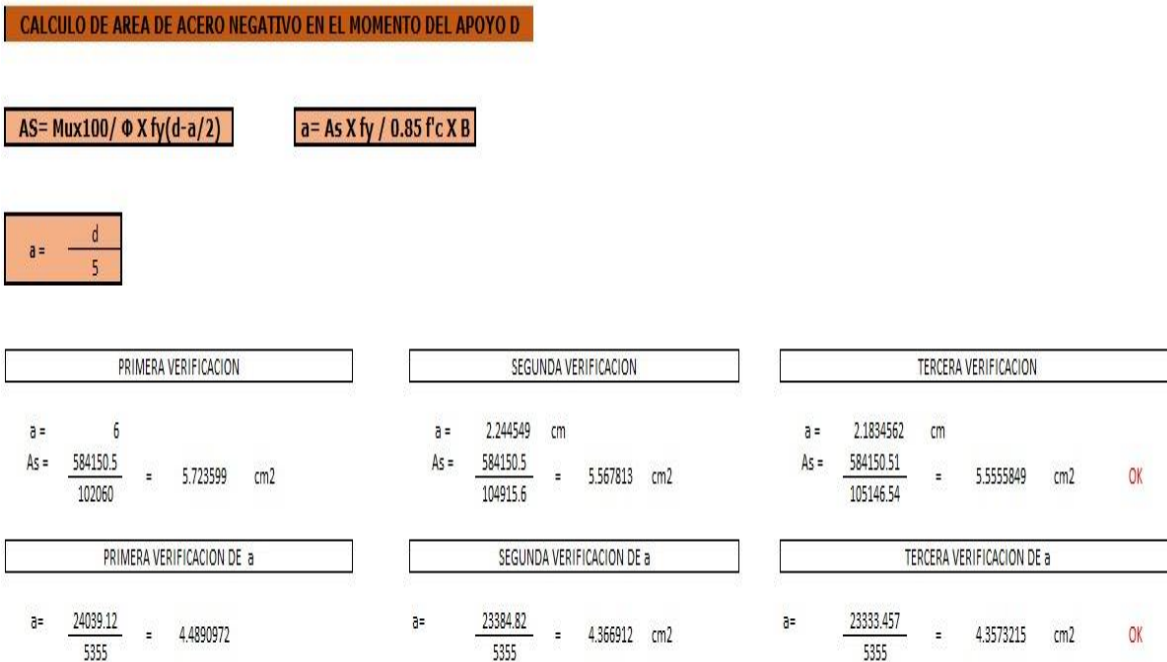 CALCULO DE AREA DE ACERO NEGATIVO EN EL MOMENTO DEL APOYO D
AS= Mux100/ Φ X fy(d-a/2)
a= As X fy / 0.85 f'c X B
a = d
5
PRIMERA VERIFICACION
a = 6
As = 584150.5 = 5.723599 cm2
102060
SEGUNDA VERIFICACION
a = 2.244549 cm
As = 584150.5 = 5.567813 cm2
104915.6
TERCERA VERIFICACION
a = 2.1834562 cm
As = 584150.51 = 5.5555849 cm2 OK
105146.54
PRIMERA VERIFICACION DE a
a= 24039.12 = 4.4890972
5355
SEGUNDA VERIFICACION DE a
a= 23384.82 = 4.366912 cm2
5355
TERCERA VERIFICACION DE a
a= 23333.457 = 4.3573215 cm2 OK
5355